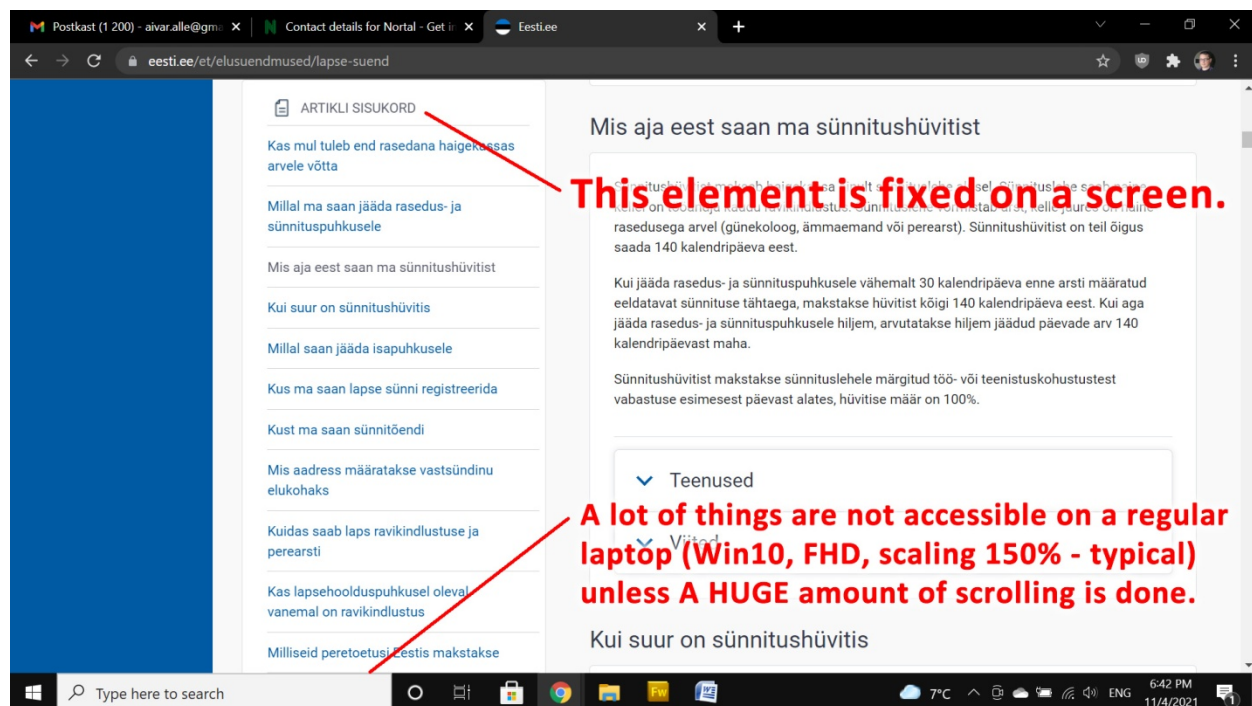 Postkast (1 200) - aivar.alle@gma
Contact details for Nortal - Get in
Eesti.ee
eesti.ee/et/elusuendmused/lapse-suend
ARTIKLI SISUKORD
Kas mul tuleb end rasedana haigekassas
arvele võtta
Millal ma saan jääda rasedus- ja
sünnituspuhkusele
Mis aja eest saan ma sünnitushüvitist
Kui suur on sünnitushüvitis
Millal saan jääda isapuhkusele
Kus ma saan lapse sünni registreerida
Kust ma saan sünnitõendi
Mis aadress määratakse vastsündinu
elukohaks
Kuidas saab laps ravikindlustuse ja
perearsti
Kas lapsehoolduspuhkusel oleval
vanemal on ravikindlustus
Milliseid peretoetusi Eestis makstakse
Mis aja eest saan ma sünnitushüvitist
This element is fixed on a screen.
rasedusega arvel (günekoloog, ämmaemand või perearst). Sünnitushüvitist on teil õigus
saada 140 kalendripäeva eest.
Kui jääda rasedus- ja sünnituspuhkusele vähemalt 30 kalendripäeva enne arsti määratud
eeldatavat sünnituse tähtaega, makstakse hüvitist kõigi 140 kalendripäeva eest. Kui aga
jääda rasedus- ja sünnituspuhkusele hiljem, arvutatakse hiljem jäädud päevade arv 140
kalendripäevast maha.
Sünnitushüvitist makstakse sünnituslehele märgitud töö- või teenistuskohustustest
vabastuse esimesest päevast alates, hüvitise määr on 100%.
Teenused
Viited
A lot of things are not accessible on a regular
laptop (Win10, FHD, scaling 150% - typical)
unless A HUGE amount of scrolling is done.
Kui suur on sünnitushüvitis
Type here to search
Fw
7°C
ENG
6:42 PM
11/4/2021
1